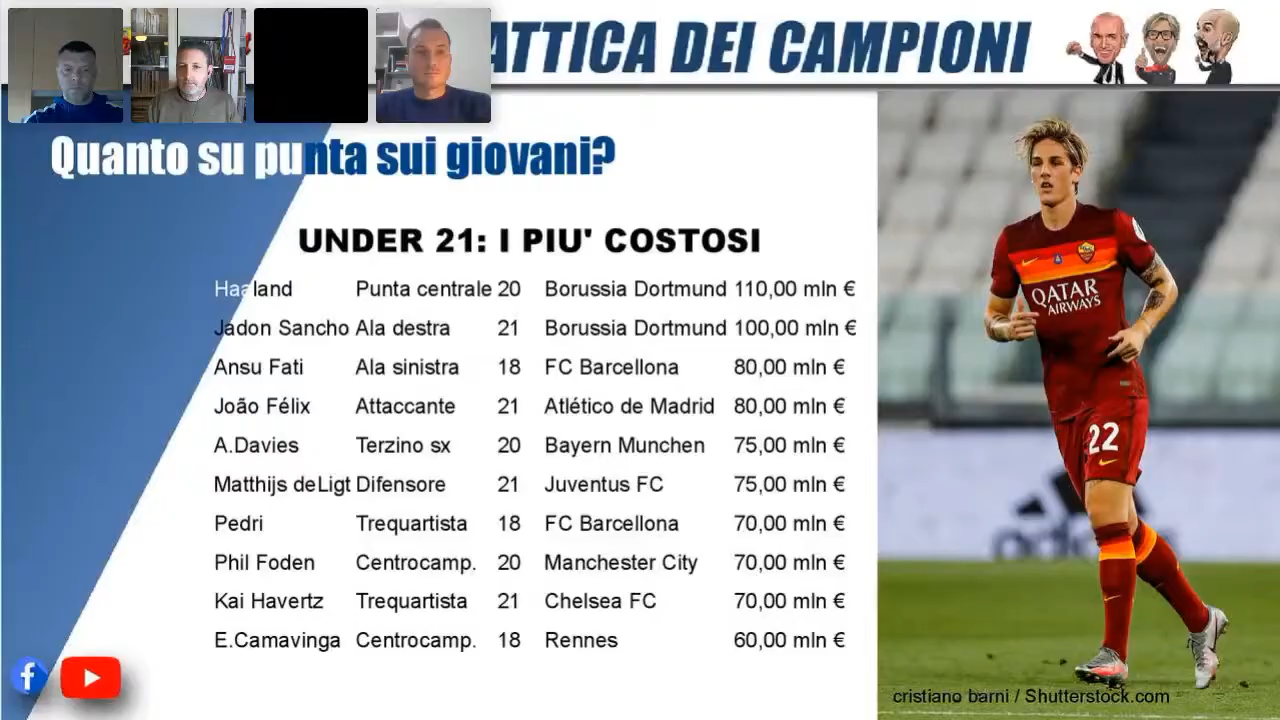 ATTICA DEI CAMPIONI
Quanto su punta sui giovani?
UNDER 21: I PIU' COSTOSI
Haaland Punta centrale 20 Borussia Dortmund 110,00 mln €
Jadon Sancho Ala destra 21 Borussia Dortmund 100,00 mln €
Ansu Fati Ala sinistra 18 FC Barcellona 80,00 mln €
João Félix Attaccante 21 Atlético de Madrid 80,00 mln €
A.Davies Terzino sx 20 Bayern Munchen 75,00 mln €
Matthijs deLigt Difensore 21 Juventus FC 75,00 mln €
Pedri Trequartista 18 FC Barcellona 70,00 mln €
Phil Foden Centrocamp. 20 Manchester City 70,00 mln €
Kai Havertz Trequartista 21 Chelsea FC 70,00 mln €
E.Camavinga Centrocamp. 18 Rennes 60,00 mln €
QATAR
AIRWAYS
22
adidas
f
cristiano barni / Shutterstock.com